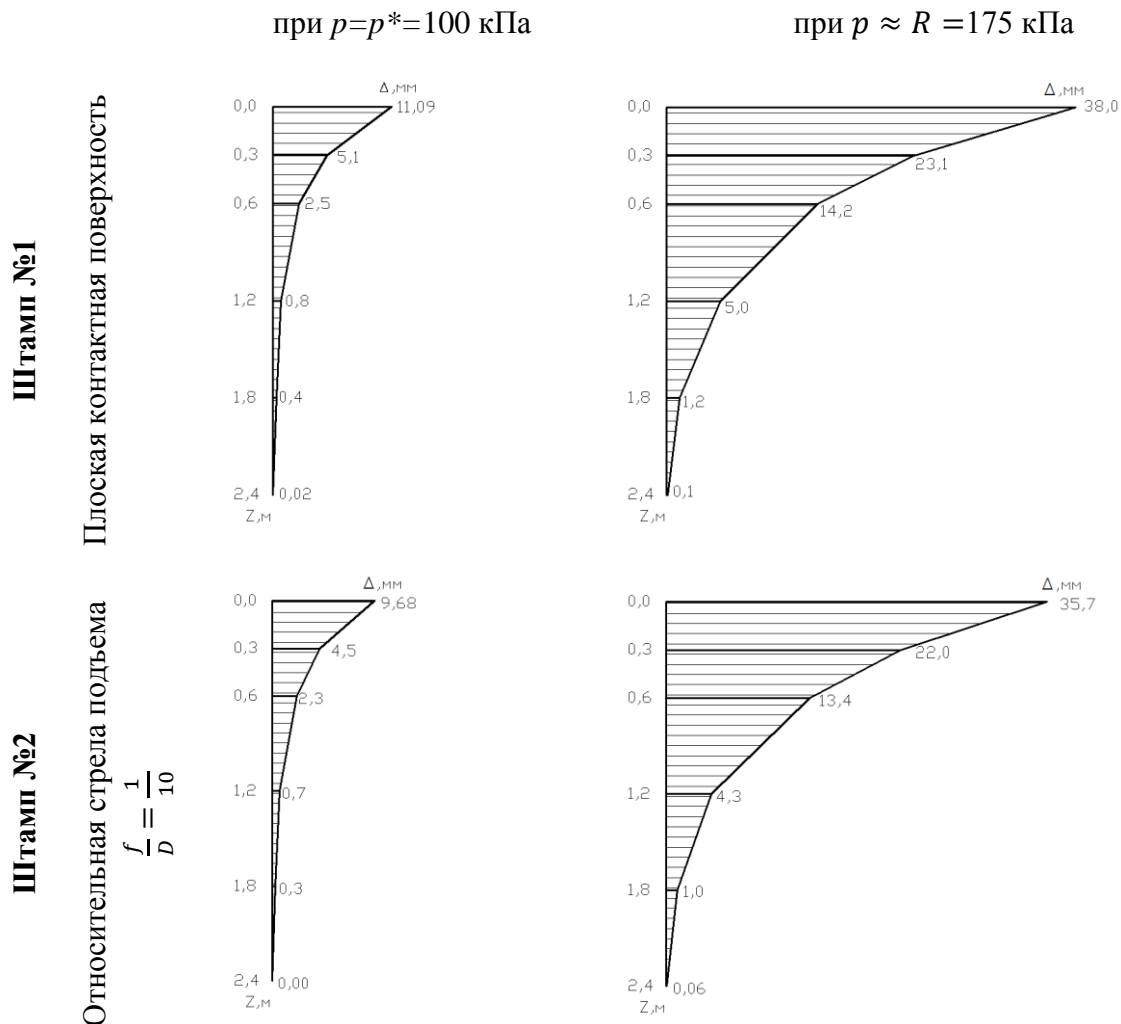 при p=p*=100 кПа
при p ≈ R =175 кПа
Штамп №1
Плоская контактная поверхность
Δ,мм
0,0 11,09
0,3 5,1
0,6 2,5
1,2 0,8
1,8 0,4
2,4 0,02
Z,м
Δ,мм
0,0 38,0
0,3 23,1
0,6 14,2
1,2 5,0
1,8 1,2
2,4 0,1
Z,м
Штамп №2
Относительная стрела подъема
f/D = 1/10
Δ,мм
0,0 9,68
0,3 4,5
0,6 2,3
1,2 0,7
1,8 0,3
2,4 0,00
Z,м
Δ,мм
0,0 35,7
0,3 22,0
0,6 13,4
1,2 4,3
1,8 1,0
2,4 0,06
Z,м